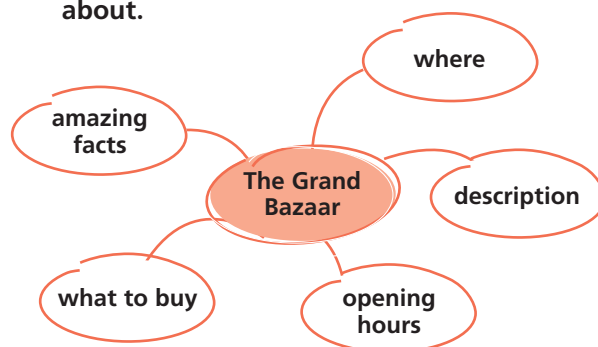 about.
where
amazing
facts
The Grand
Bazaar
description
what to buy
opening
hours